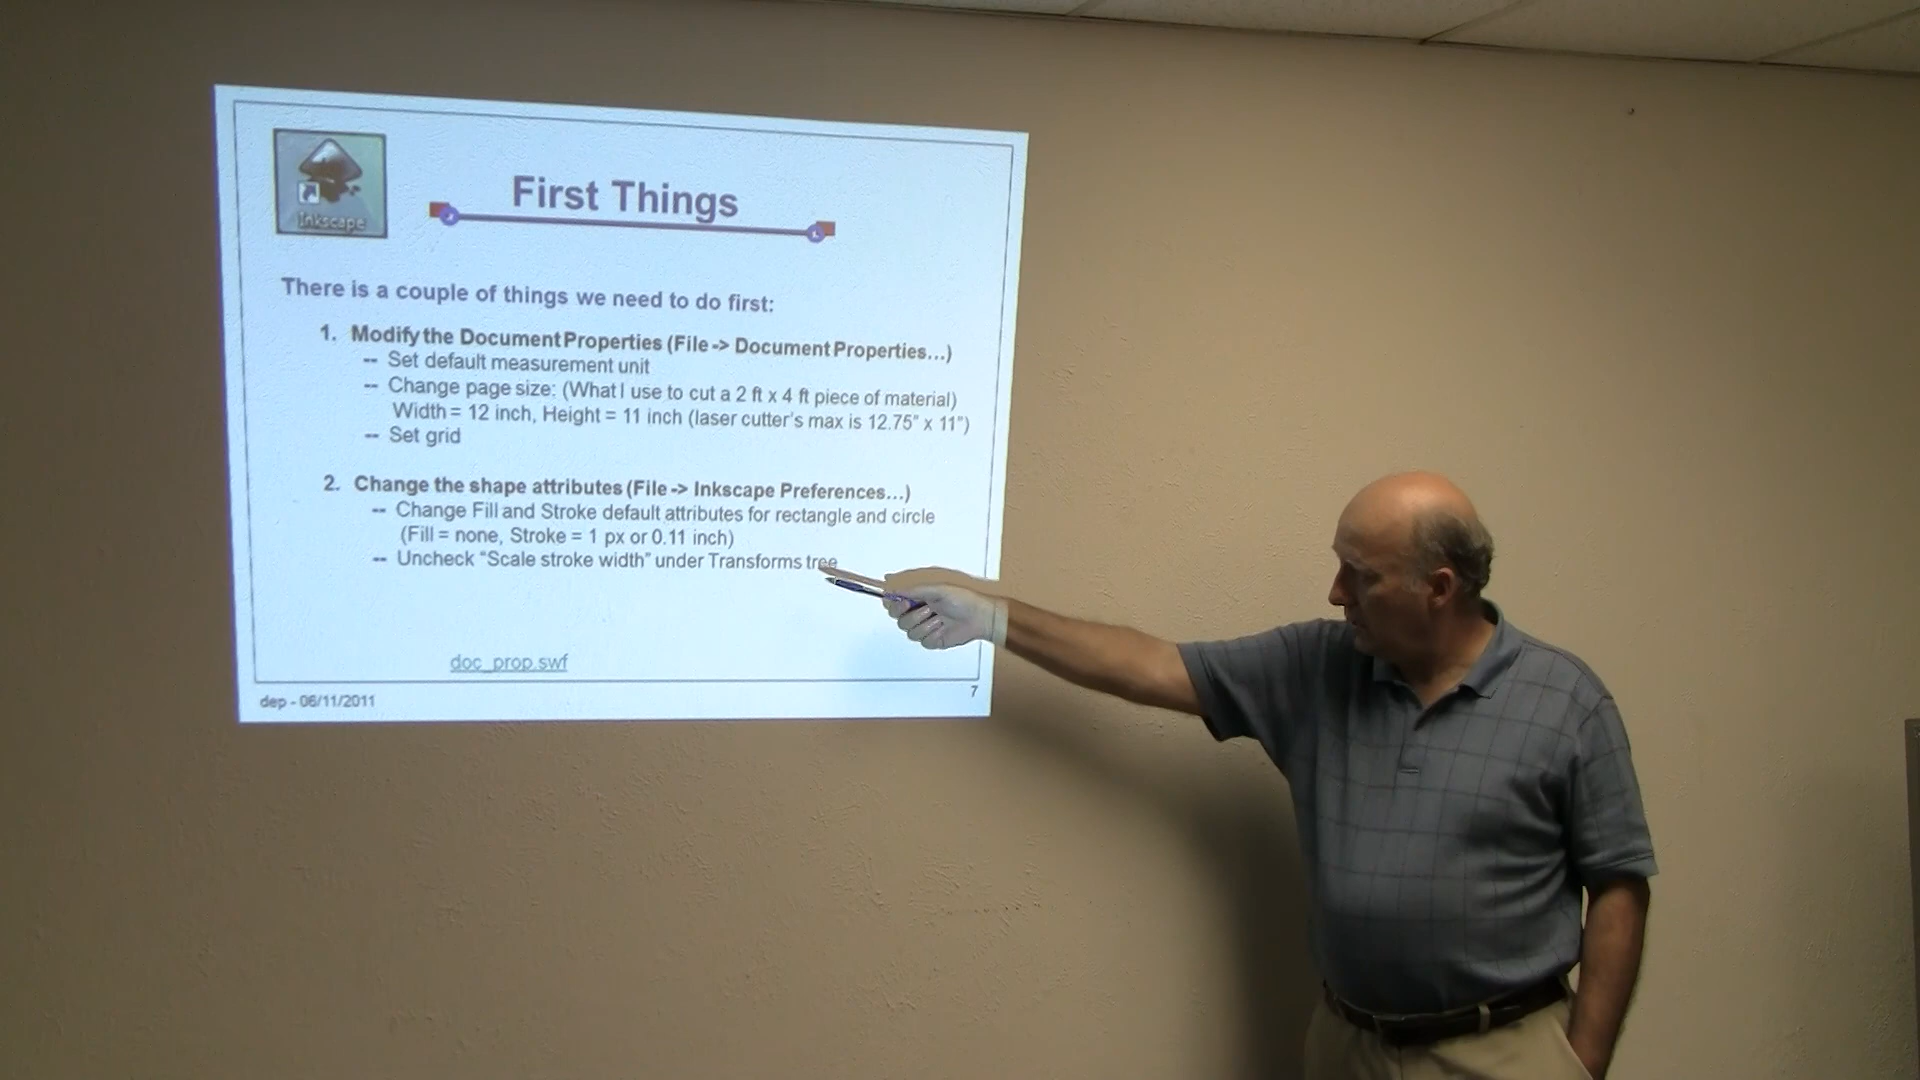 Inkscape
First Things
There is a couple of things we need to do first:
1. Modify the Document Properties (File -> Document Properties...)
-- Set default measurement unit
-- Change page size: (What I use to cut a 2 ft x 4 ft piece of material)
Width = 12 inch, Height = 11 inch (laser cutter's max is 12.75" x 11")
-- Set grid
2. Change the shape attributes (File -> Inkscape Preferences...)
-- Change Fill and Stroke default attributes for rectangle and circle
(Fill = none, Stroke = 1 px or 0.11 inch)
-- Uncheck “Scale stroke width” under Transforms tree
doc_prop.swf
dep - 06/11/2011
7